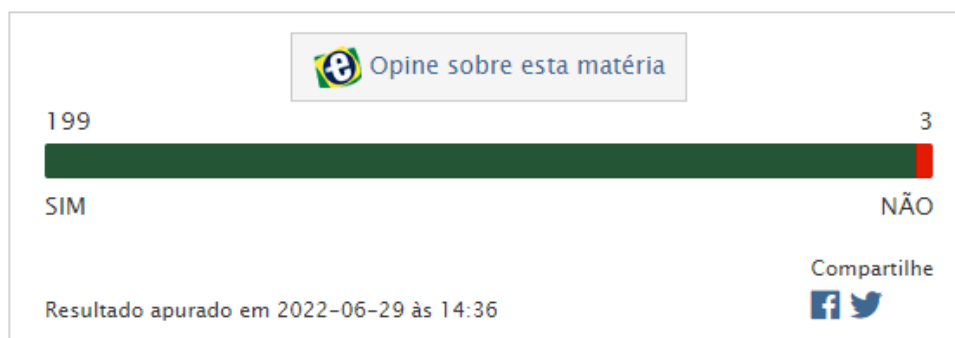 e Opine sobre esta matéria
199 3
SIM NÃO
Compartilhe
Resultado apurado em 2022-06-29 às 14:36